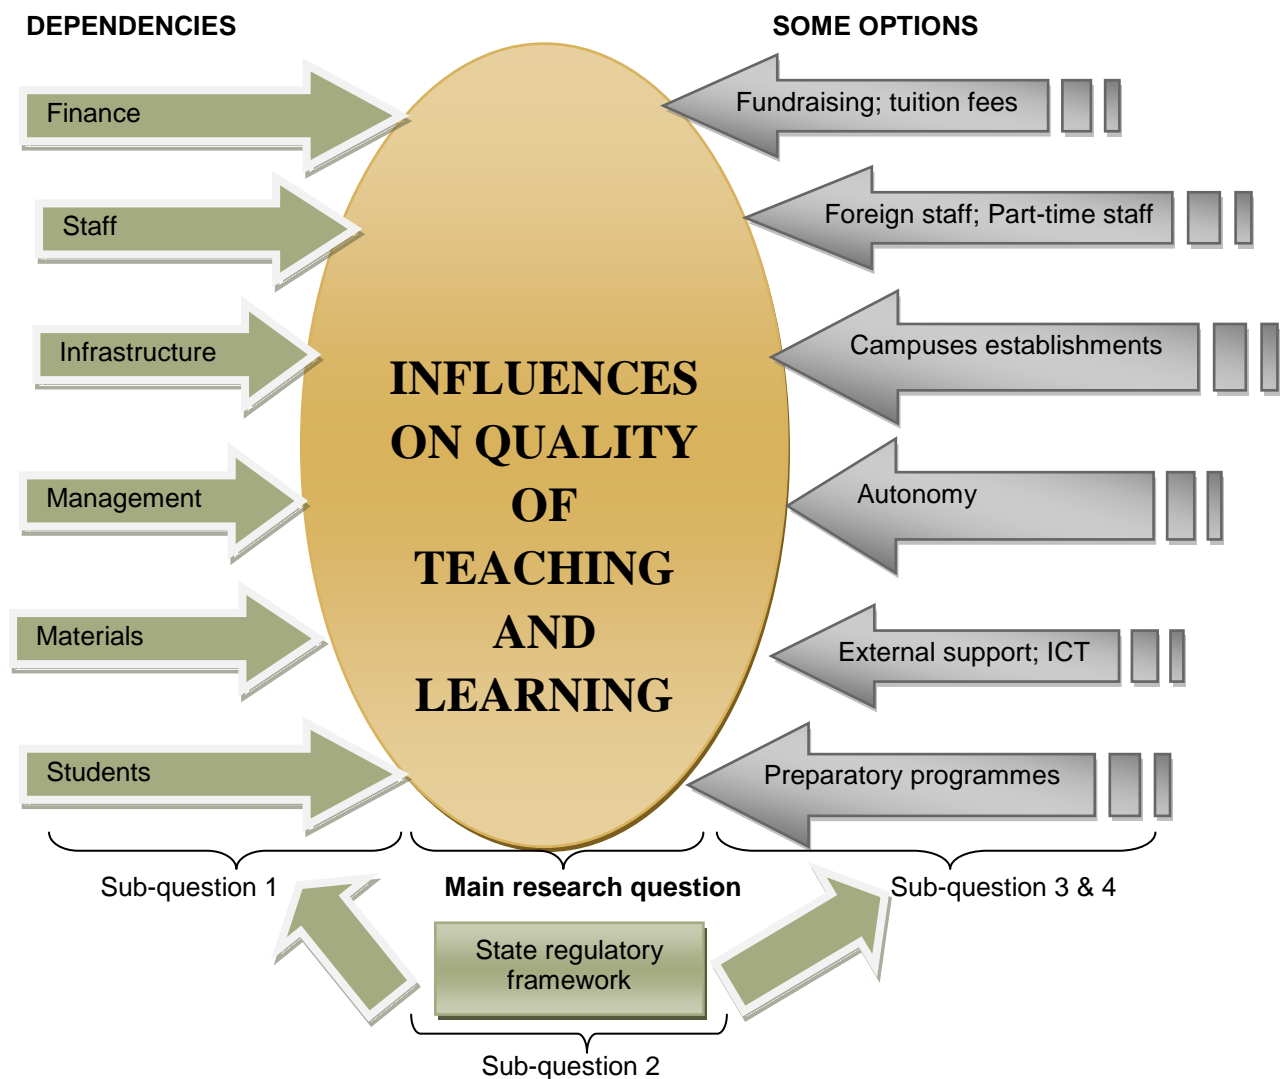 DEPENDENCIES
SOME OPTIONS
Finance
Fundraising; tuition fees
Staff
Foreign staff; Part-time staff
Infrastructure
Campuses establishments
INFLUENCES
ON QUALITY
OF
TEACHING
AND
LEARNING
Management
Autonomy
Materials
External support; ICT
Students
Preparatory programmes
Sub-question 1
Main research question
Sub-question 3 & 4
State regulatory
framework
Sub-question 2